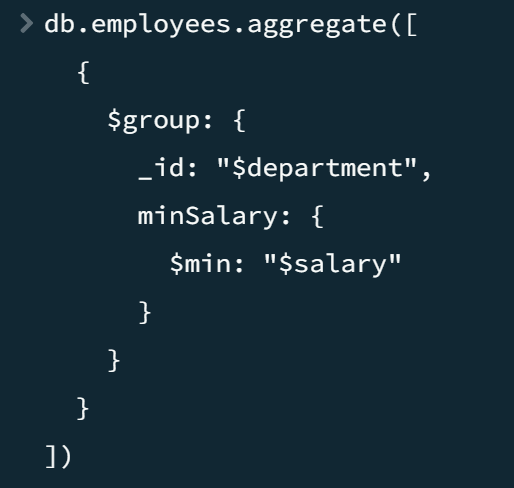 > db.employees.aggregate([
{
$group: {
_id: "$department",
minSalary: {
$min: "$salary"
}
}
}
])